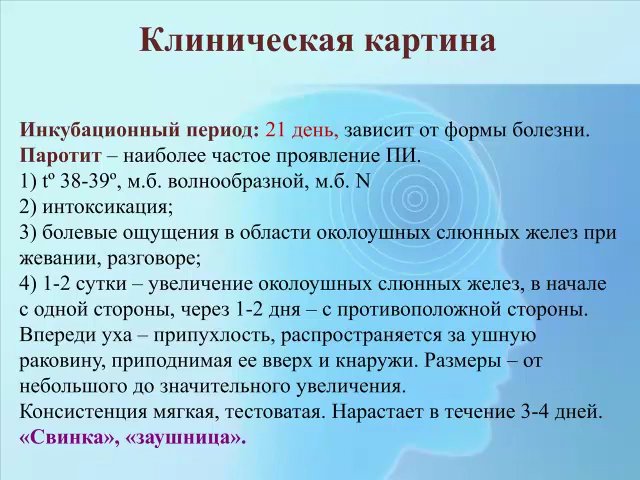 Клиническая картина
Инкубационный период: 21 день, зависит от формы болезни.
Паротит – наиболее частое проявление ПИ.
1) tº 38-39º, м.б. волнообразной, м.б. N
2) интоксикация;
3) болевые ощущения в области околоушных слюнных желез при
жевании, разговоре;
4) 1-2 сутки – увеличение околоушных слюнных желез, в начале
с одной стороны, через 1-2 дня – с противоположной стороны.
Впереди уха – припухлость, распространяется за ушную
раковину, приподнимая ее вверх и кнаружи. Размеры – от
небольшого до значительного увеличения.
Консистенция мягкая, тестоватая. Нарастает в течение 3-4 дней.
«Свинка», «заушница».